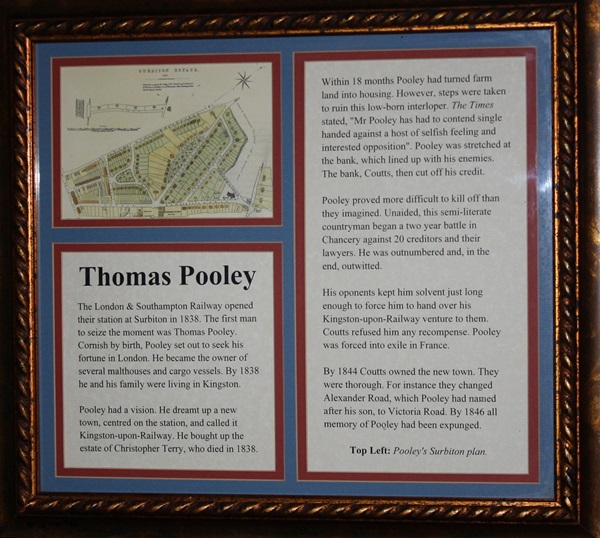 SURBITON ESTATE.
Thomas Pooley
The London & Southampton Railway opened
their station at Surbiton in 1838. The first man
to seize the moment was Thomas Pooley.
Cornish by birth, Pooley set out to seek his
fortune in London. He became the owner of
several malthouses and cargo vessels. By 1838
he and his family were living in Kingston.
Pooley had a vision. He dreamt up a new
town, centred on the station, and called it
Kingston-upon-Railway. He bought up the
estate of Christopher Terry, who died in 1838.
Within 18 months Pooley had turned farm
land into housing. However, steps were taken
to ruin this low-born interloper. The Times
stated, "Mr Pooley has had to contend single
handed against a host of selfish feeling and
interested opposition". Pooley was stretched at
the bank, which lined up with his enemies.
The bank, Coutts, then cut off his credit.
Pooley proved more difficult to kill off than
they imagined. Unaided, this semi-literate
countryman began a two year battle in
Chancery against 20 creditors and their
lawyers. He was outnumbered and, in the
end, outwitted.
His oponents kept him solvent just long
enough to force him to hand over his
Kingston-upon-Railway venture to them.
Coutts refused him any recompense. Pooley
was forced into exile in France.
By 1844 Coutts owned the new town. They
were thorough. For instance they changed
Alexander Road, which Pooley had named
after his son, to Victoria Road. By 1846 all
memory of Pooley had been expunged.
Top Left: Pooley's Surbiton plan.